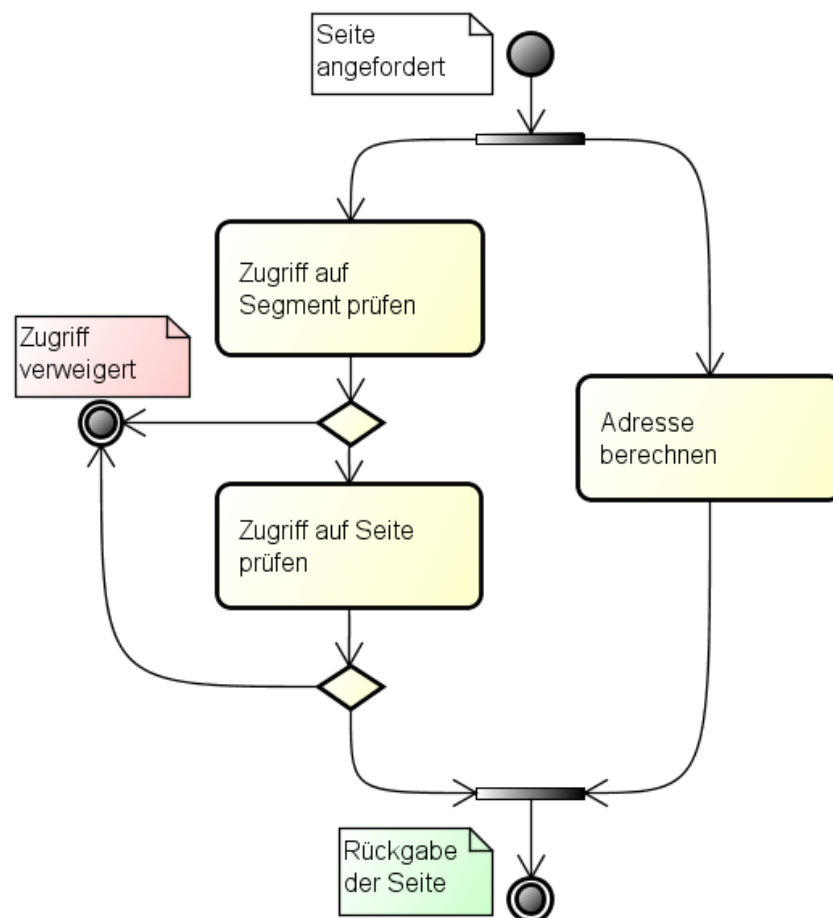 Seite
angefordert
Zugriff auf
Segment prüfen
Zugriff
verweigert
Adresse
berechnen
Zugriff auf Seite
prüfen
Rückgabe
der Seite